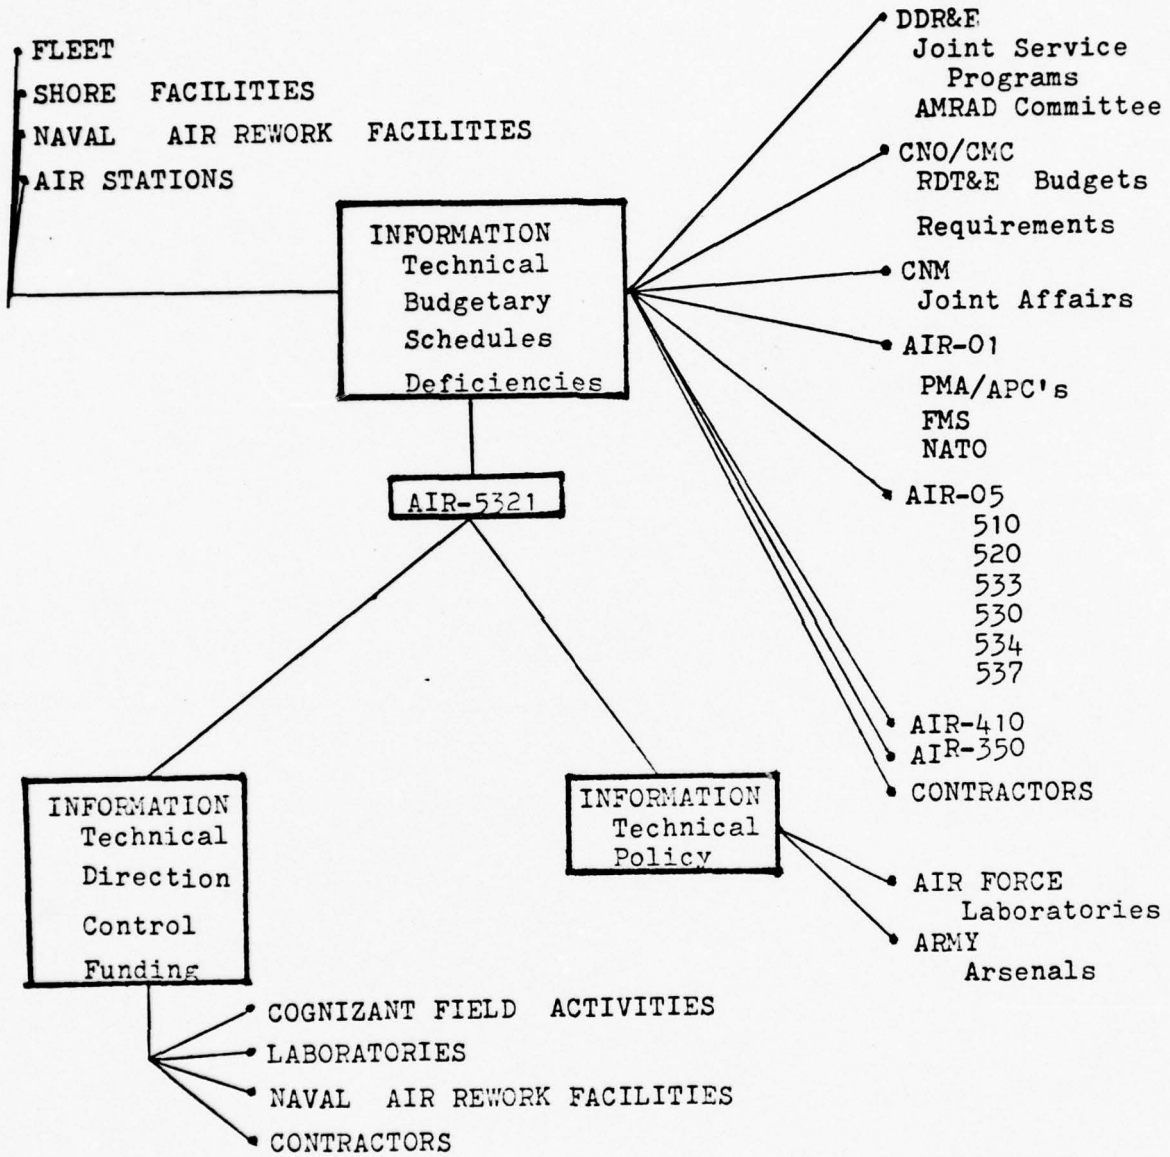 FLEET
SHORE FACILITIES
NAVAL AIR REWORK FACILITIES
AIR STATIONS
INFORMATION
Technical
Budgetary
Schedules
Deficiencies
DDR&E
Joint Service
Programs
AMRAD Committee
CNO/CMC
RDT&E Budgets
Requirements
CNM
Joint Affairs
AIR-01
PMA/APC's
FMS
NATO
AIR-05
510
520
533
530
534
537
AIR-410
AIR-350
CONTRACTORS
AIR-5321
INFORMATION
Technical
Direction
Control
Funding
INFORMATION
Technical
Policy
AIR FORCE
Laboratories
ARMY
Arsenals
COGNIZANT FIELD ACTIVITIES
LABORATORIES
NAVAL AIR REWORK FACILITIES
CONTRACTORS